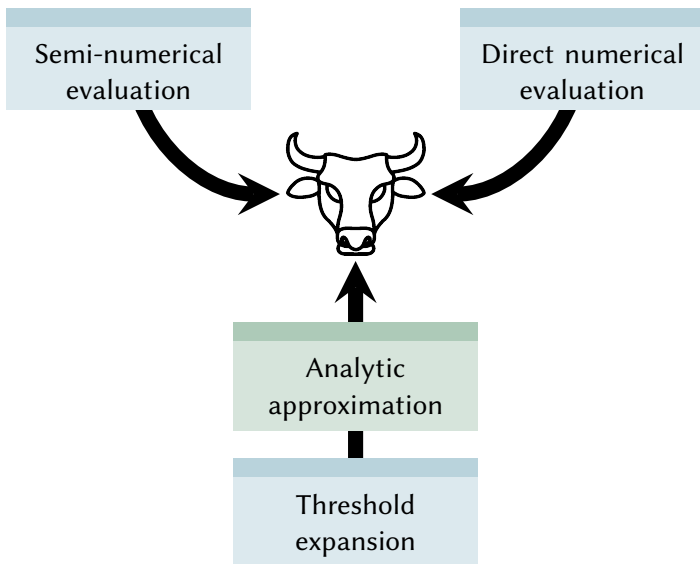 Semi-numerical
evaluation
Direct numerical
evaluation
Analytic
approximation
Threshold
expansion